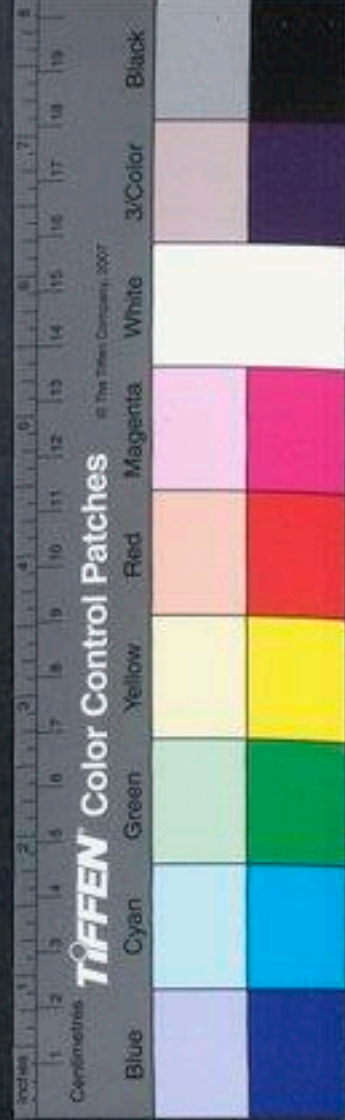 Inches 1 2 3 4 5 6 7 8
1 2 3 4 5 6 7 8 9 10 11 12 13 14 15 16 17 18 19
Centimetres
TIFFEN® Color Control Patches © The Tiffen Company, 2007
Blue Cyan Green Yellow Red Magenta White 3/Color Black